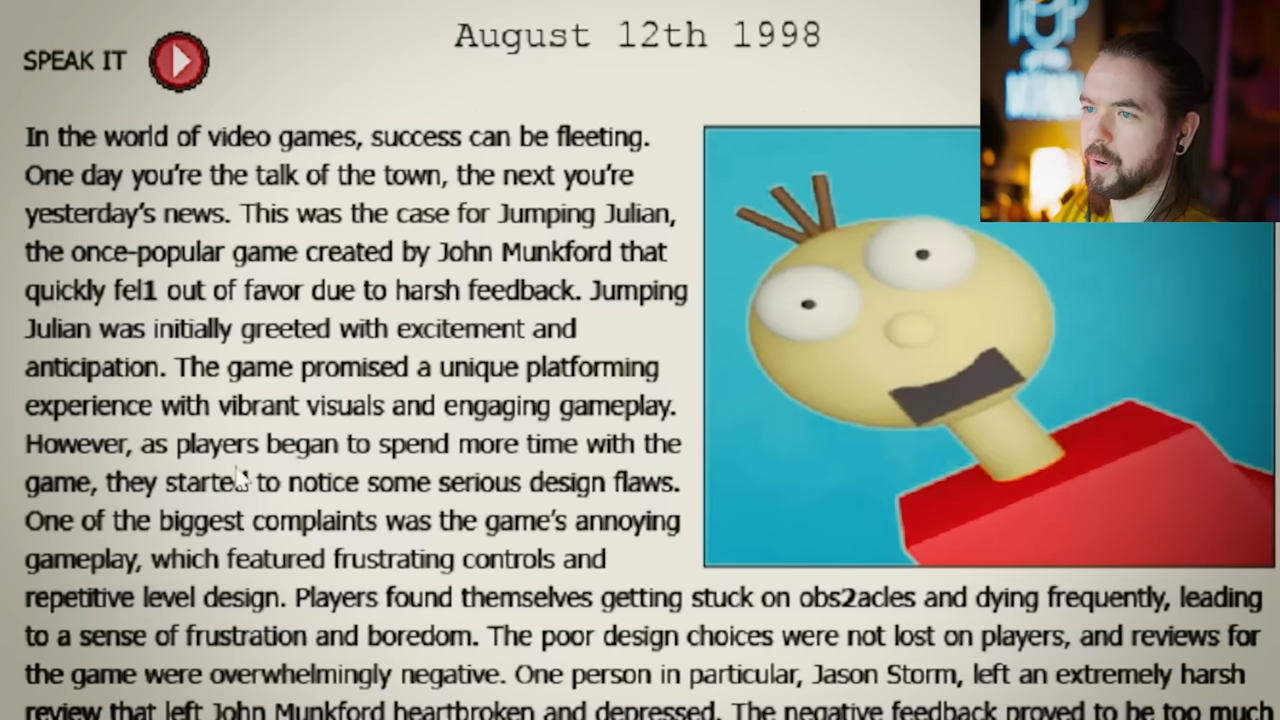 August 12th 1998
SPEAK IT
In the world of video games, success can be fleeting.
One day you're the talk of the town, the next you're
yesterday's news. This was the case for Jumping Julian,
the once-popular game created by John Munkford that
quickly fel1 out of favor due to harsh feedback. Jumping
Julian was initially greeted with excitement and
anticipation. The game promised a unique platforming
experience with vibrant visuals and engaging gameplay.
However, as players began to spend more time with the
game, they started to notice some serious design flaws.
One of the biggest complaints was the game's annoying
gameplay, which featured frustrating controls and
repetitive level design. Players found themselves getting stuck on obs2acles and dying frequently, leading
to a sense of frustration and boredom. The poor design choices were not lost on players, and reviews for
the game were overwhelmingly negative. One person in particular, Jason Storm, left an extremely harsh
review that left John Munkford heartbroken and depressed. The negative feedback proved to be too much